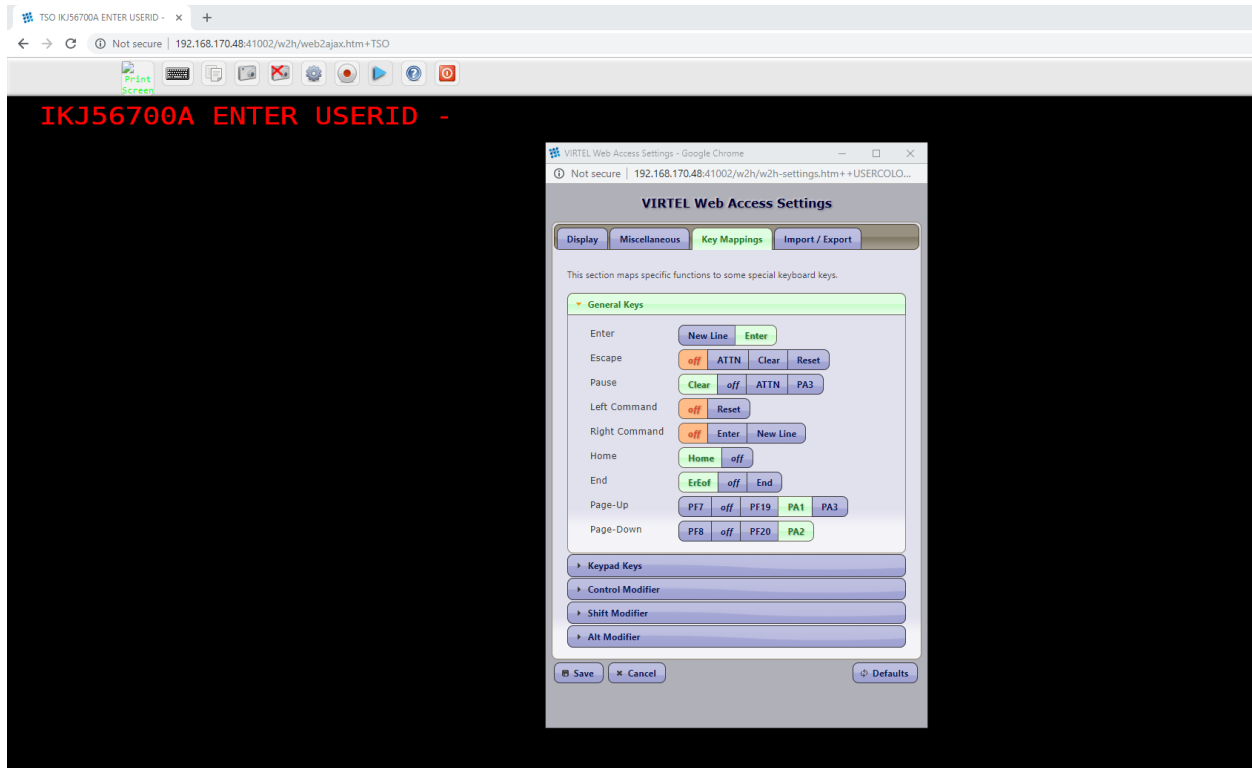 TSO IKJ56700A ENTER USERID -
Not secure | 192.168.170.48:41002/w2h/web2ajax.htm+TSO
Print
Screen
IKJ56700A ENTER USERID -
VIRTEL Web Access Settings - Google Chrome
Not secure | 192.168.170.48:41002/w2h/w2h-settings.htm++USERCOLO...
VIRTEL Web Access Settings
Display Miscellaneous Key Mappings Import / Export
This section maps specific functions to some special keyboard keys.
General Keys
Enter New Line Enter
Escape off ATTN Clear Reset
Pause Clear off ATTN PA3
Left Command off Reset
Right Command off Enter New Line
Home Home off
End ErEof off End
Page-Up PF7 off PF19 PA1 PA3
Page-Down PF8 off PF20 PA2
Keypad Keys
Control Modifier
Shift Modifier
Alt Modifier
Save Cancel Defaults